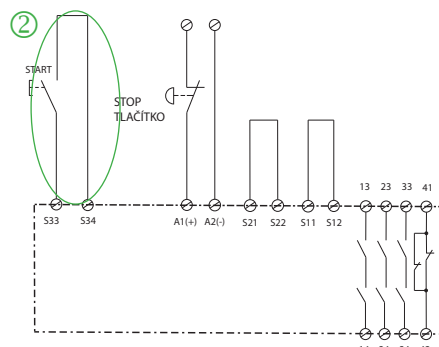 2
START
STOP
TLAČÍTKO
13 23 33 41
S33 S34 A1(+) A2(-) S21 S22 S11 S12